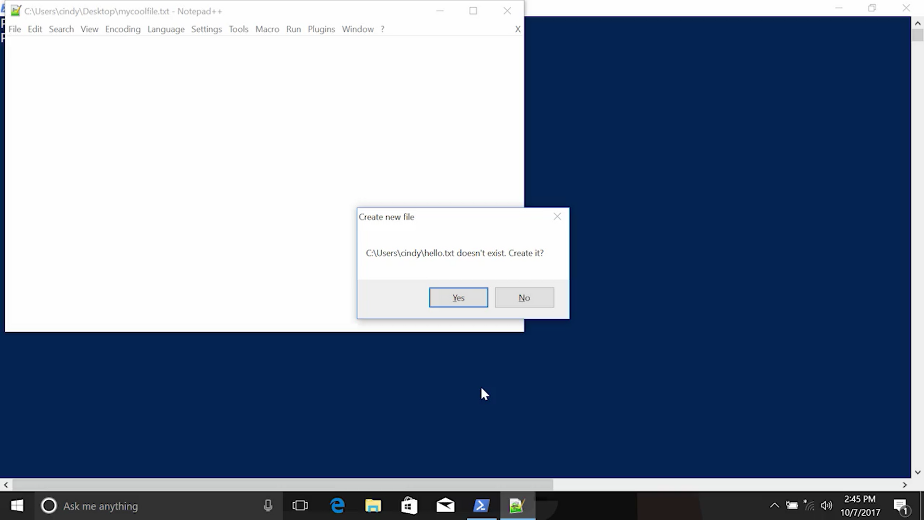 C:\Users\cindy\Desktop\mycoolfile.txt - Notepad++
File Edit Search View Encoding Language Settings Tools Macro Run Plugins Window ? X
Create new file
C:\Users\cindy\hello.txt doesn't exist. Create it?
Yes No
Ask me anything
2:45 PM
10/7/2017
1